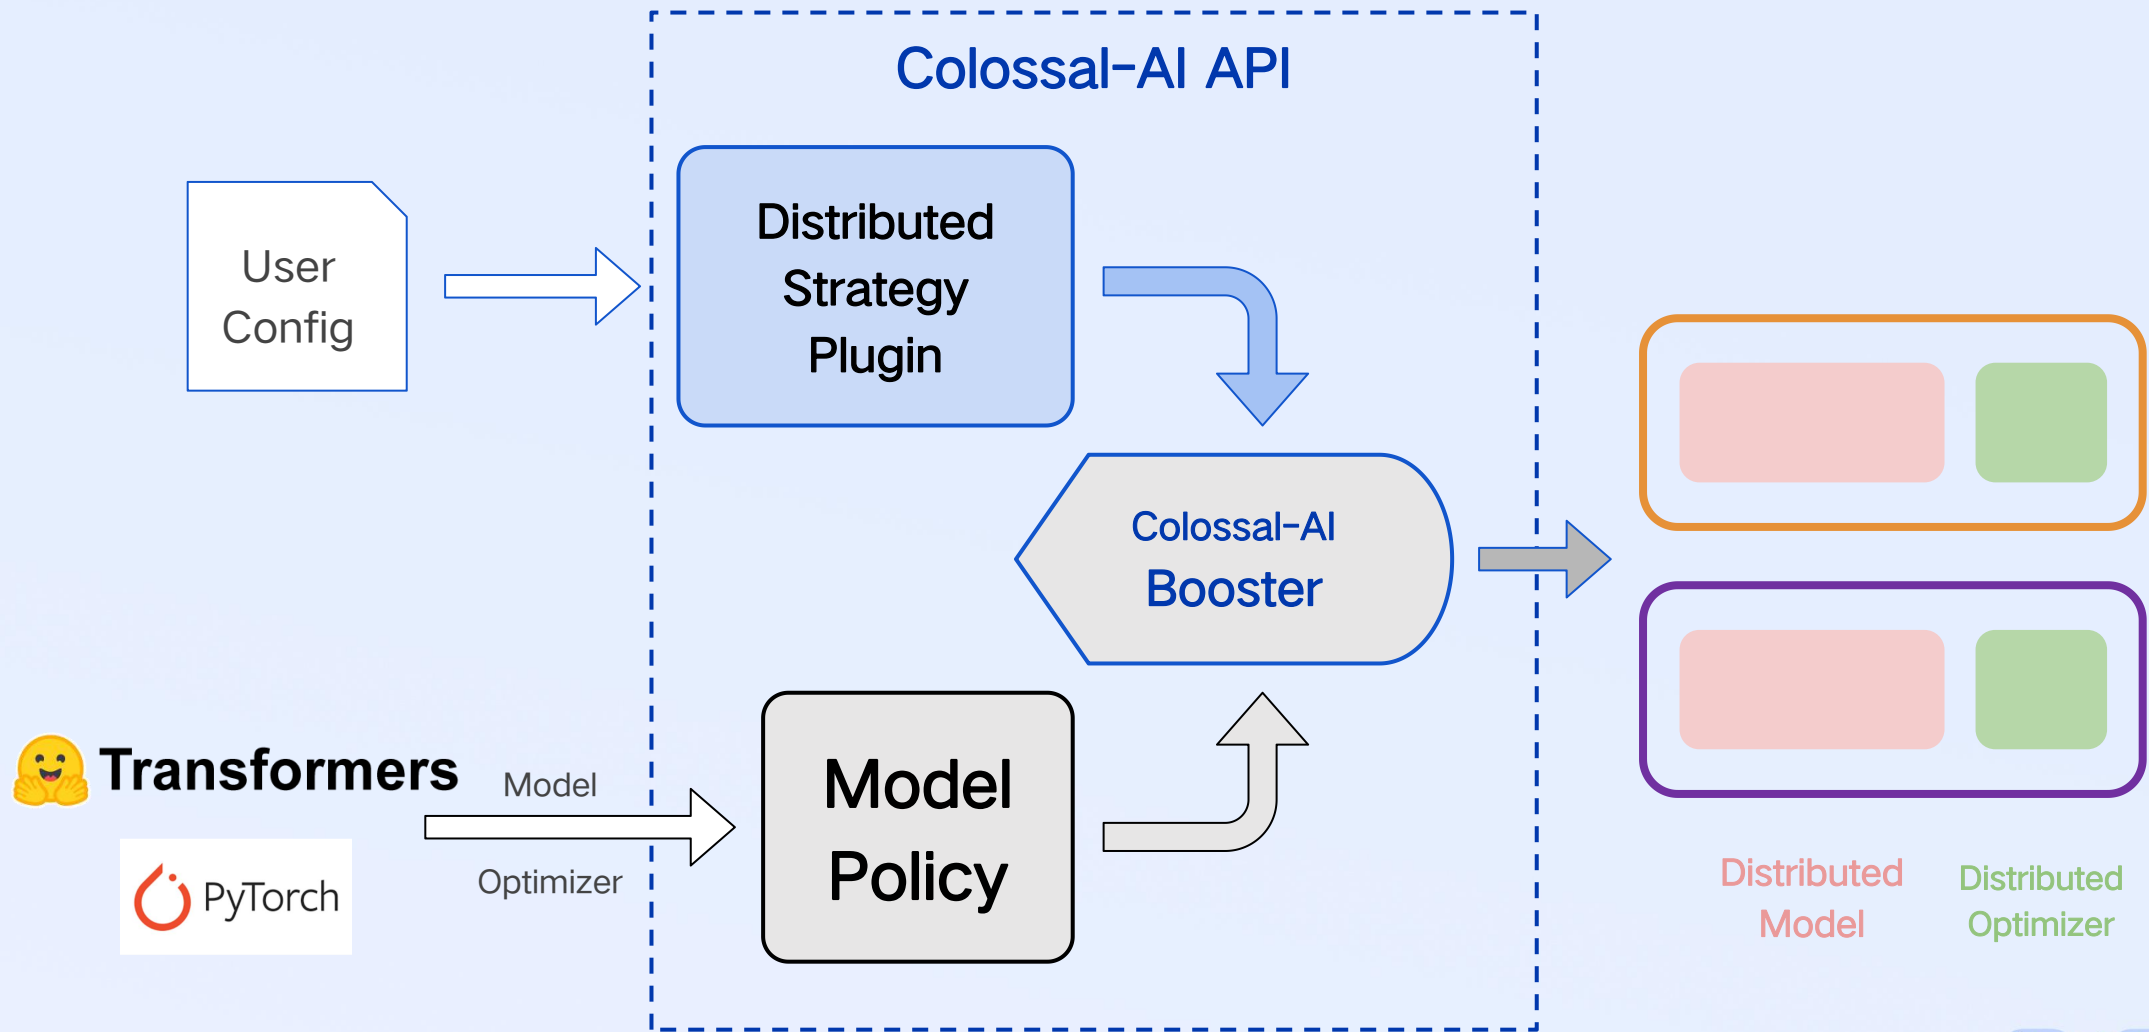 Colossal-AI API
User
Config
Distributed
Strategy
Plugin
Colossal-AI
Booster
Transformers
PyTorch
Model
Optimizer
Model
Policy
Distributed
Model
Distributed
Optimizer